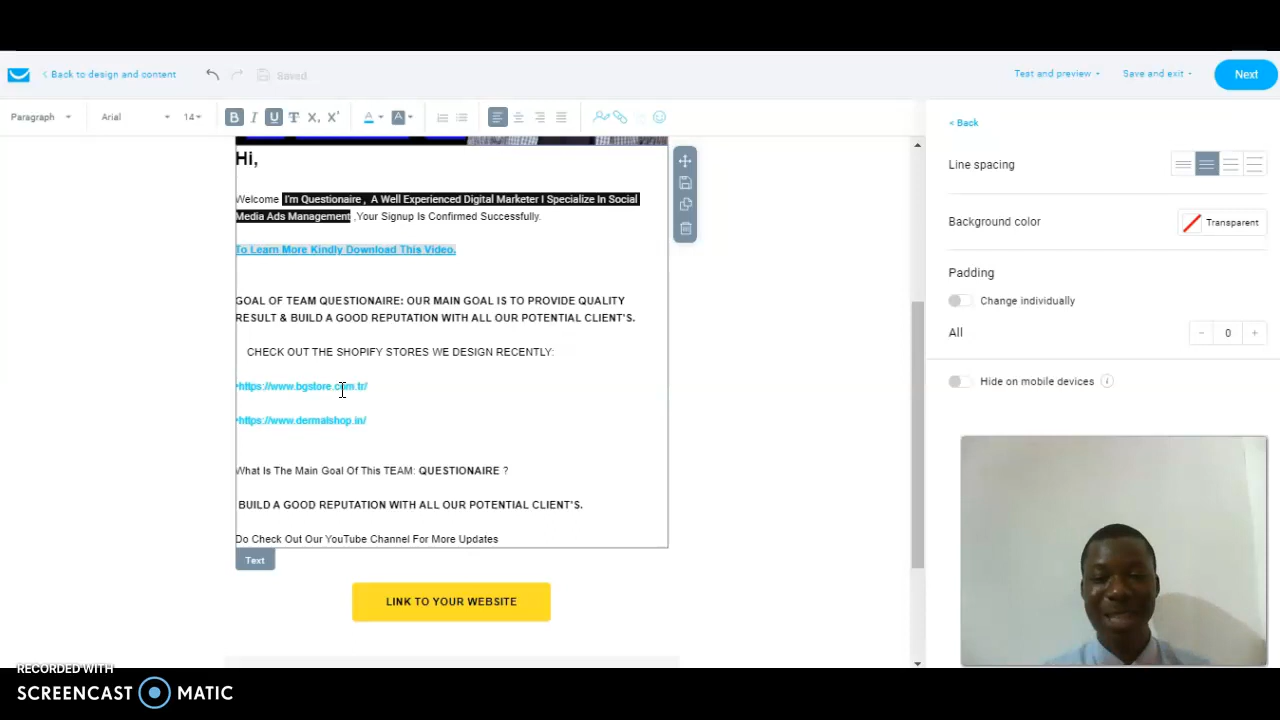 Back to design and content
Saved
Test and preview
Save and exit
Next
Paragraph
Arial
14
< Back
Hi,
Line spacing
Welcome I'm Questionaire , A Well Experienced Digital Marketer I Specialize In Social
Media Ads Management ,Your Signup Is Confirmed Successfully.
Background color
Transparent
To Learn More Kindly Download This Video.
Padding
GOAL OF TEAM QUESTIONAIRE: OUR MAIN GOAL IS TO PROVIDE QUALITY
RESULT & BUILD A GOOD REPUTATION WITH ALL OUR POTENTIAL CLIENT'S.
Change individually
All
0
CHECK OUT THE SHOPIFY STORES WE DESIGN RECENTLY:
•https://www.bgstore.com.tr/
Hide on mobile devices
•https://www.dermalshop.in/
What Is The Main Goal Of This TEAM: QUESTIONAIRE ?
BUILD A GOOD REPUTATION WITH ALL OUR POTENTIAL CLIENT'S.
Do Check Out Our YouTube Channel For More Updates
Text
LINK TO YOUR WEBSITE
RECORDED WITH
SCREENCAST MATIC